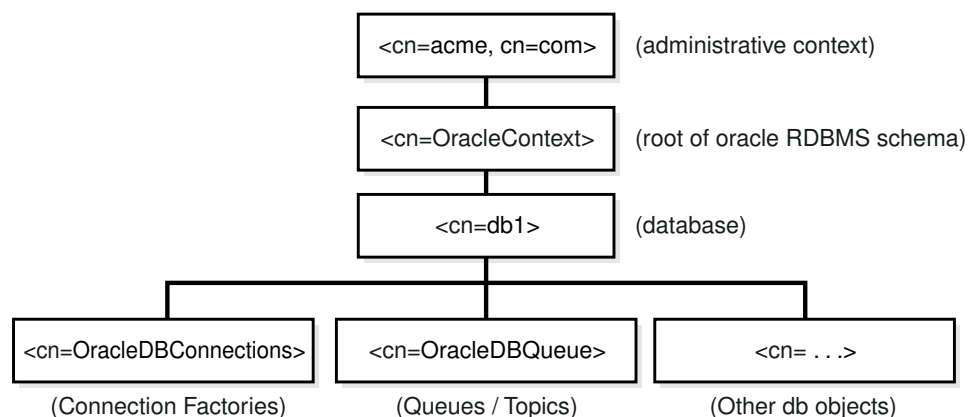 <cn=acme, cn=com> (administrative context)
<cn=OracleContext> (root of oracle RDBMS schema)
<cn=db1> (database)
<cn=OracleDBConnections> <cn=OracleDBQueue> <cn= . . .>
(Connection Factories) (Queues / Topics) (Other db objects)